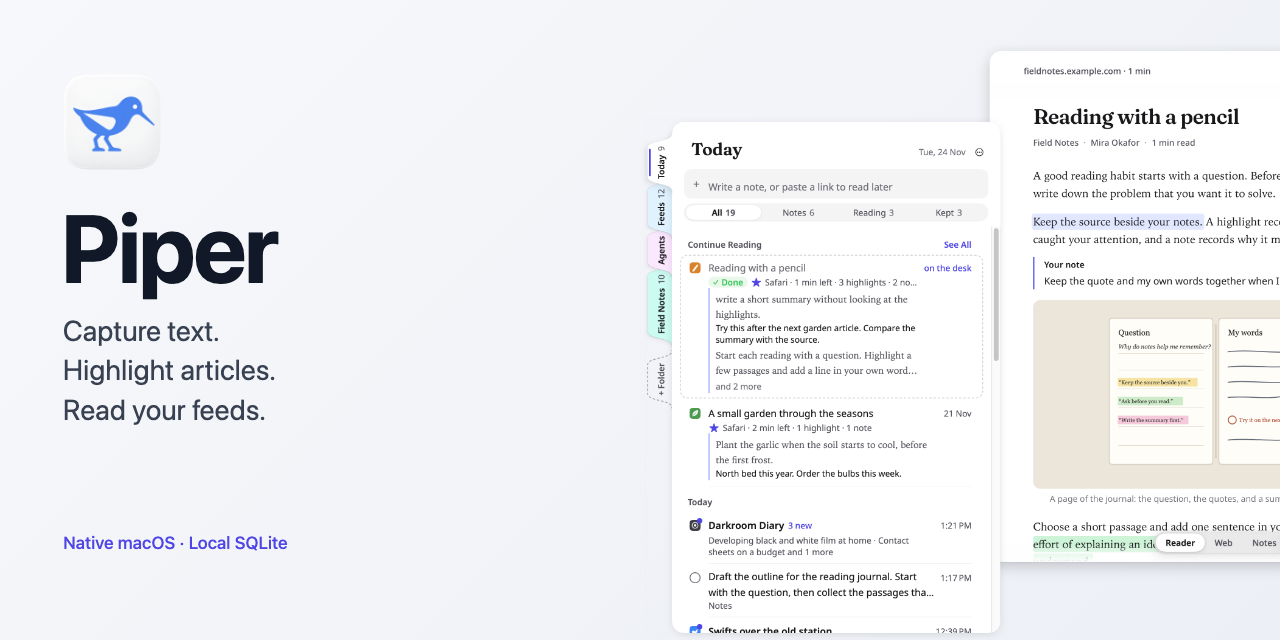 Piper
Capture text.
Highlight articles.
Read your feeds.
Native macOS · Local SQLite
Today 9
Feeds 12
Agents
Field Notes 10
+ Folder
Today
Tue, 24 Nov
+ Write a note, or paste a link to read later
All 19
Notes 6
Reading 3
Kept 3
Continue Reading
See All
Reading with a pencil
on the desk
✓ Done ★ Safari · 1 min left · 3 highlights · 2 no...
write a short summary without looking at the
highlights.
Try this after the next garden article. Compare the
summary with the source.
Start each reading with a question. Highlight a
few passages and add a line in your own word...
and 2 more
A small garden through the seasons
21 Nov
★ Safari · 2 min left · 1 highlight · 1 note
Plant the garlic when the soil starts to cool, before
the first frost.
North bed this year. Order the bulbs this week.
Today
Darkroom Diary 3 new
1:21 PM
Developing black and white film at home · Contact
sheets on a budget and 1 more
Draft the outline for the reading journal. Start
1:17 PM
with the question, then collect the passages tha...
Notes
Swifts over the old station
12:39 PM
fieldnotes.example.com · 1 min
Reading with a pencil
Field Notes · Mira Okafor · 1 min read
A good reading habit starts with a question. Before
write down the problem that you want it to solve.
Keep the source beside your notes. A highlight rec
caught your attention, and a note records why it m
Your note
Keep the quote and my own words together when I
Question
Why do notes help me remember?
"Keep the source beside you."
"Ask before you read."
"Write the summary first."
My words
Try it on the nex
A page of the journal: the question, the quotes, and a sum
Choose a short passage and add one sentence in yo
effort of explaining an ide
Reader
Web
Notes